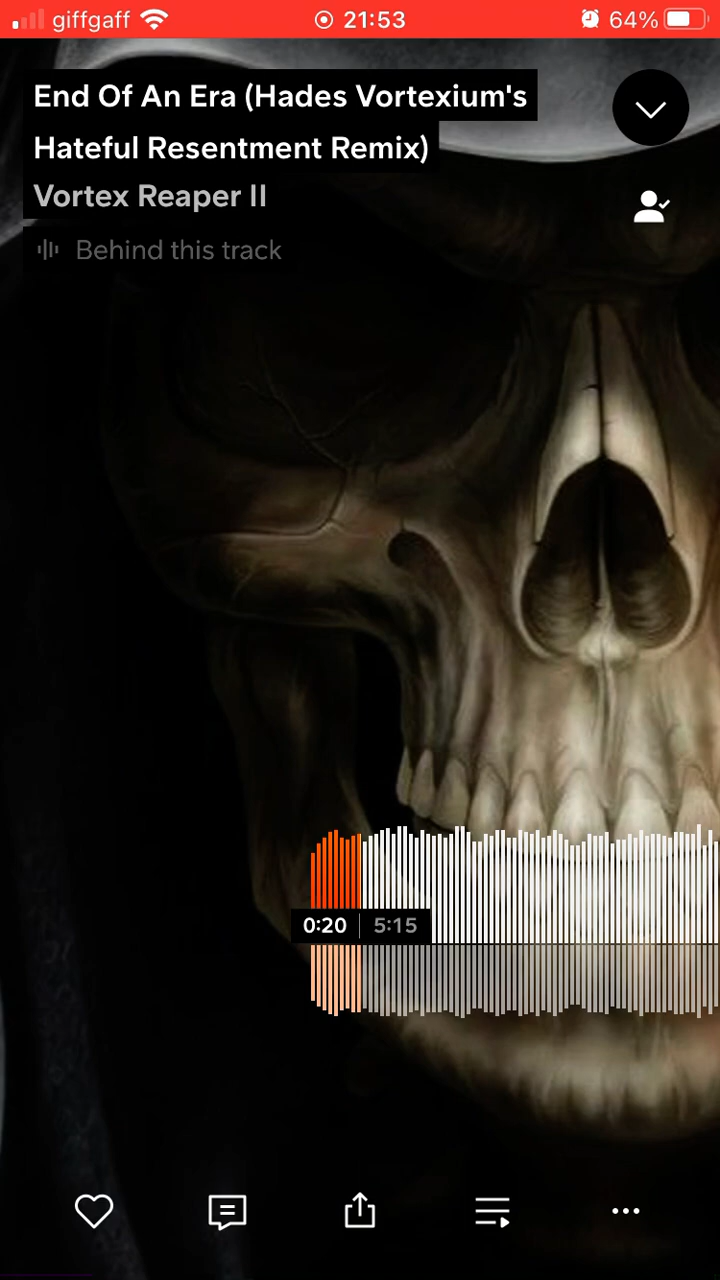 giffgaff 21:53 64%
End Of An Era (Hades Vortexium's
Hateful Resentment Remix)
Vortex Reaper II
Behind this track
0:20 5:15